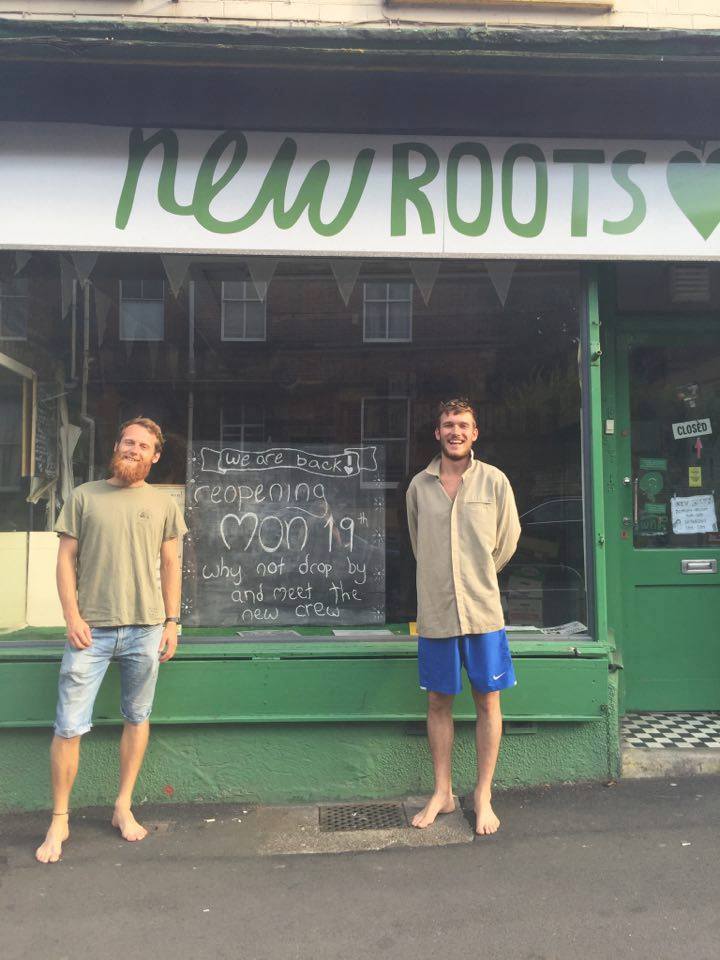 new ROOTS
we are back!
reopening
MON 19th
why not drop by
and meet the
new crew
CLOSED